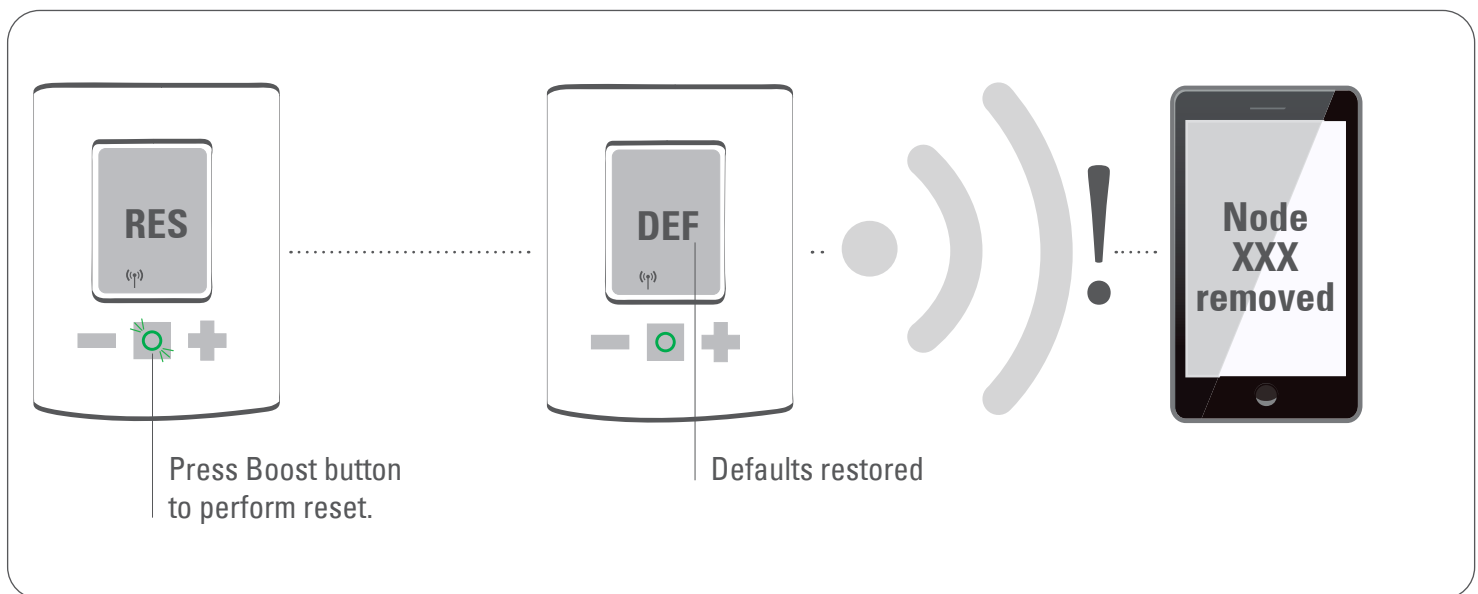 RES
Press Boost button
to perform reset.
DEF
Defaults restored
!
Node
XXX
removed